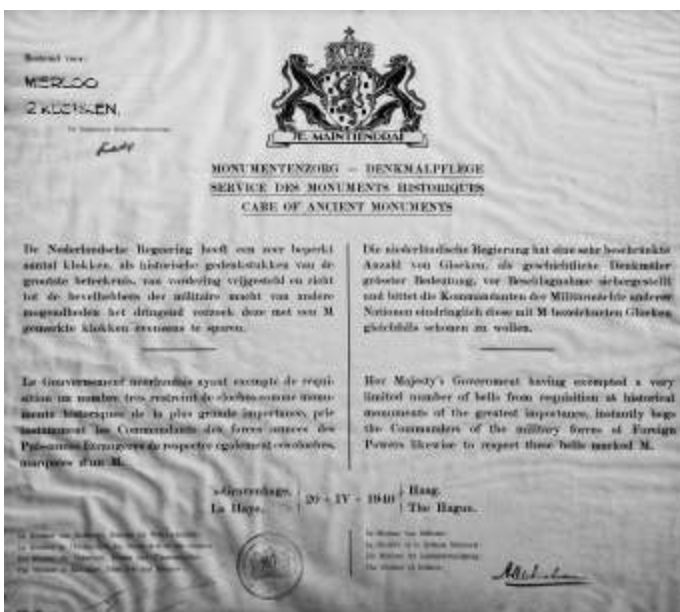 Bestemd voor:
MIERLOO
2 KLOKKEN.
JE MAINTIENDRAI
MONUMENTENZORG — DENKMALPFLEGE
SERVICE DES MONUMENTS HISTORIQUES
CARE OF ANCIENT MONUMENTS
De Nederlandsche Regeering heeft een zeer beperkt
aantal klokken, als historische gedenkstukken van de
grootste beteekenis, van vordering vrijgesteld en richt
tot de bevelhebbers der militaire macht van andere
mogendheden het dringend verzoek deze met een M
gemerkte klokken eveneens te sparen.
Die niederländische Regierung hat eine sehr beschränkte
Anzahl von Glocken, als geschichtliche Denkmäler
grösster Bedeutung, vor Beschlagnahme sichergestellt
und bittet die Kommandanten der Militärmächte anderer
Nationen eindringlich diese mit M bezeichneten Glocken
gleichfalls schonen zu wollen.
Le Gouvernement néerlandais ayant exempté de réqui-
sition un nombre très restreint de cloches comme monu-
ments historiques de la plus grande importance, prie
instamment les Commandants des forces armées des
Puissances Étrangères de respecter également ces cloches,
marquées d'un M.
Her Majesty's Government having exempted a very
limited number of bells from requisition as historical
monuments of the greatest importance, instantly begs
the Commanders of the military forces of Foreign
Powers likewise to respect these bells marked M.
's-Gravenhage,
La Haye,
20 - IV - 1940
Haag.
The Hague.